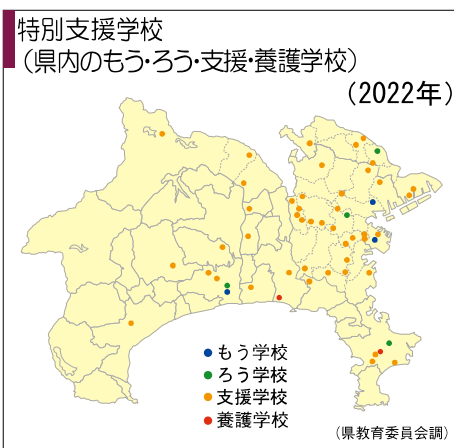 特別支援学校
（県内のもう・ろう・支援・養護学校）
（2022年）
もう学校
ろう学校
支援学校
養護学校
（県教育委員会調）